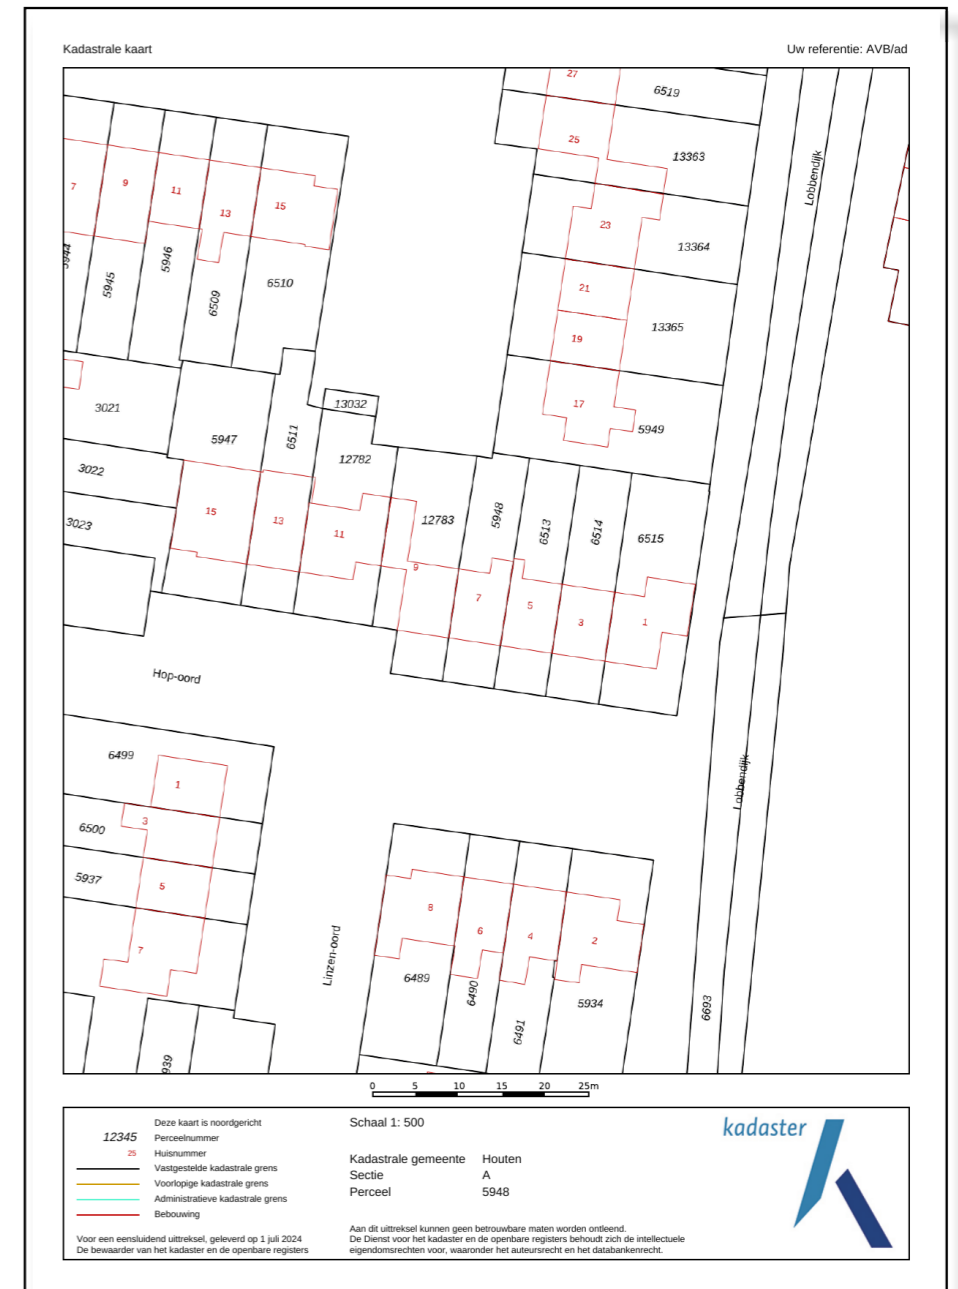 Kadastrale kaart
Uw referentie: AVB/ad
27
6519
25
13363
Lobbendijk
7
9
11
13
15
23
13364
5944
5945
5946
6509
6510
21
13365
19
3021
13032
17
5949
5947
6511
12782
3022
3023
15
13
11
12783
5948
6513
6514
6515
9
7
5
3
1
Hop-oord
6499
1
Lobbendijk
6500
3
5937
5
7
8
6
4
2
Linzen-oord
6489
6490
6491
5934
6693
939
0 5 10 15 20 25m
Deze kaart is noordgericht
12345 Perceelnummer
25 Huisnummer
Vastgestelde kadastrale grens
Voorlopige kadastrale grens
Administratieve kadastrale grens
Bebouwing
Voor een eensluidend uittreksel, geleverd op 1 juli 2024
De bewaarder van het kadaster en de openbare registers
Schaal 1: 500
Kadastrale gemeente Houten
Sectie A
Perceel 5948
Aan dit uittreksel kunnen geen betrouwbare maten worden ontleend.
De Dienst voor het kadaster en de openbare registers behoudt zich de intellectuele
eigendomsrechten voor, waaronder het auteursrecht en het databankenrecht.
kadaster